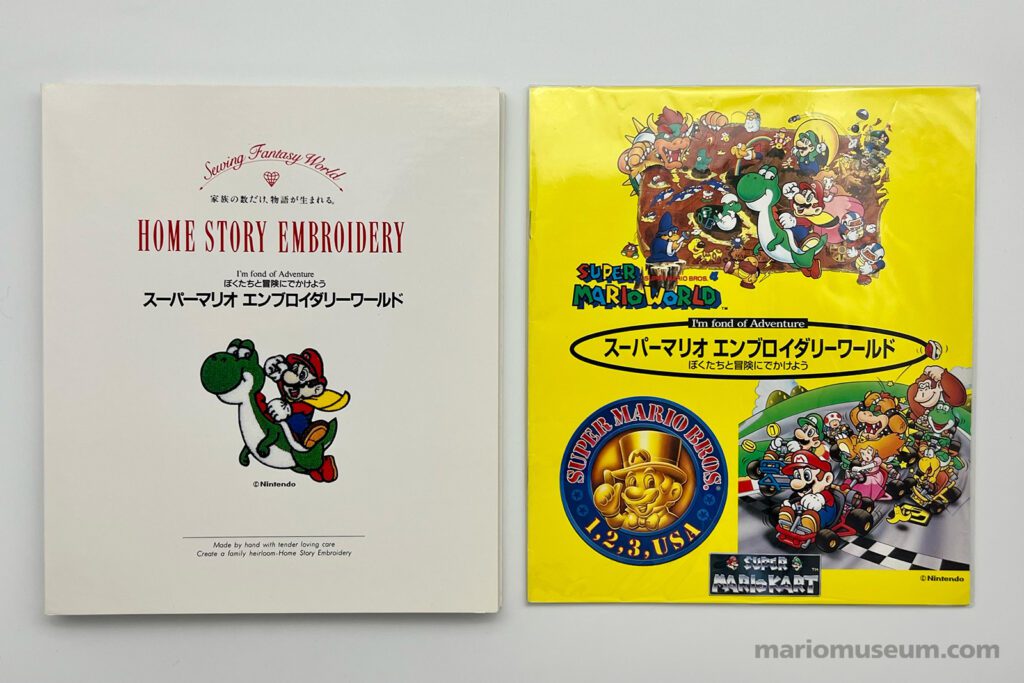 Sewing Fantasy World
家族の数だけ、物語が生まれる。
HOME STORY EMBROIDERY
I'm fond of Adventure
ぼくたちと冒険にでかけよう
スーパーマリオ エンブロイダリーワールド
©Nintendo
Made by hand with tender loving care
Create a family heirloom-Home Story Embroidery
SUPER MARIO BROS. 4
SUPER
MARIO WORLD™
I'm fond of Adventure
スーパーマリオ エンブロイダリーワールド
ぼくたちと冒険にでかけよう
SUPER MARIO BROS.
1, 2, 3, USA
SUPER™
MARIO KART
©Nintendo
mariomuseum.com